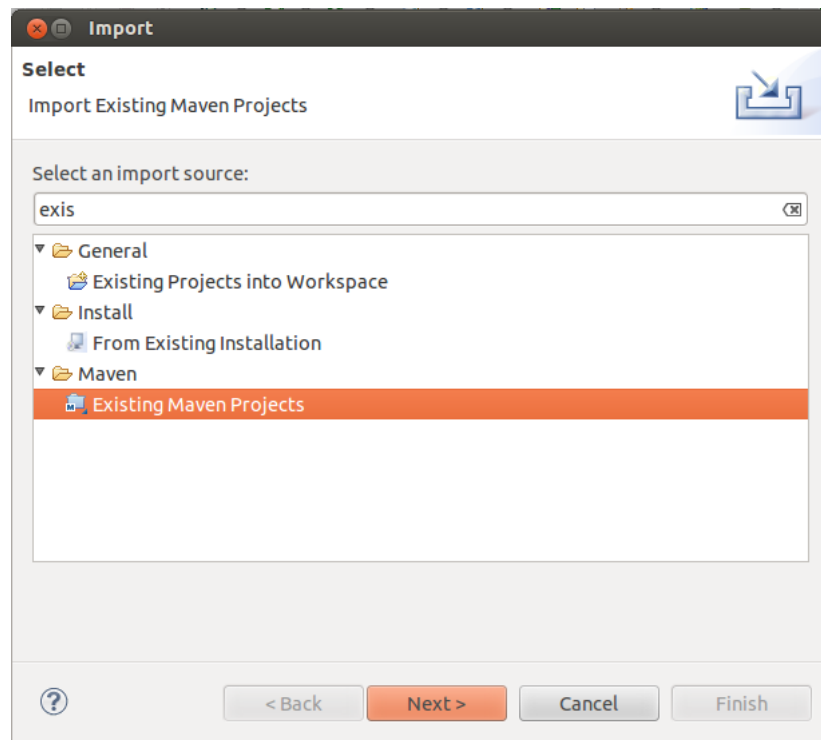 Import
Select
Import Existing Maven Projects
Select an import source:
exis
General
Existing Projects into Workspace
Install
From Existing Installation
Maven
Existing Maven Projects
? < Back Next > Cancel Finish